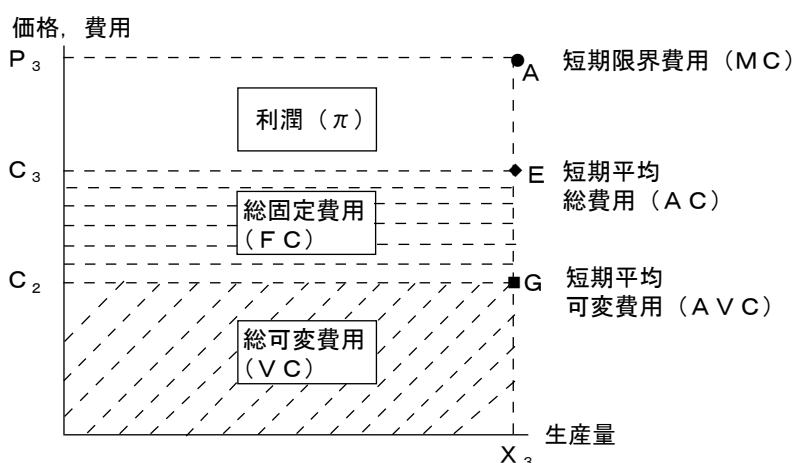 価格，費用
P₃
A
短期限界費用（ＭＣ）
利潤（π）
C₃
E
短期平均
総費用（ＡＣ）
総固定費用
（ＦＣ）
C₂
G
短期平均
可変費用（ＡＶＣ）
総可変費用
（ＶＣ）
生産量
X₃